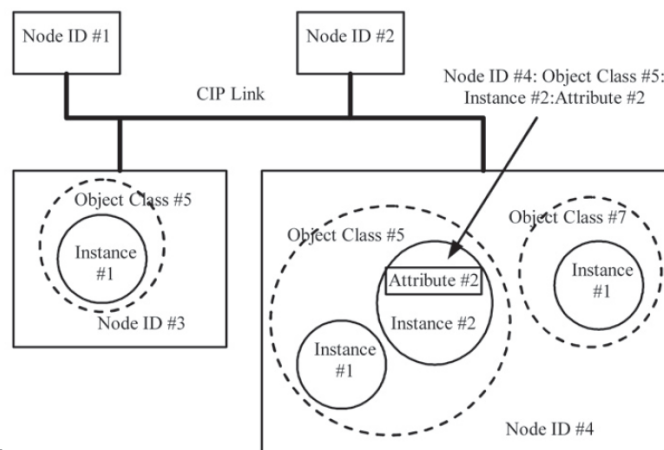 Node ID #1
Node ID #2
CIP Link
Node ID #4: Object Class #5:
Instance #2:Attribute #2
Object Class #5
Instance
#1
Node ID #3
Object Class #5
Attribute #2
Instance #2
Instance
#1
Object Class #7
Instance
#1
Node ID #4